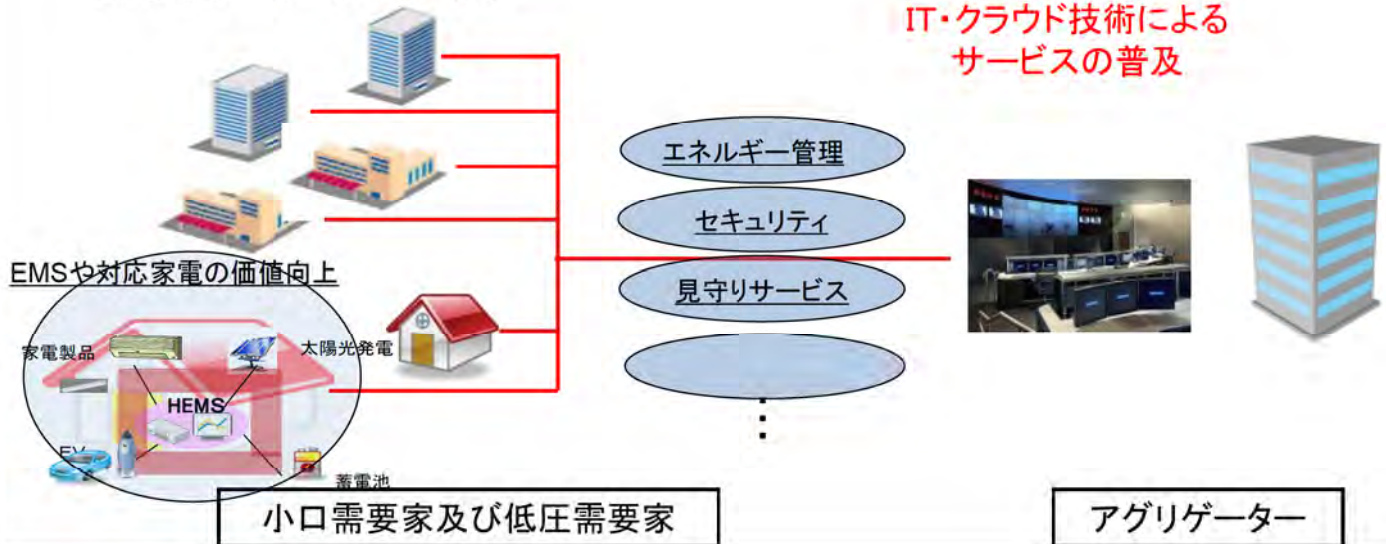 IT・クラウド技術による
サービスの普及
エネルギー管理
セキュリティ
見守りサービス
EMSや対応家電の価値向上
家電製品
太陽光発電
HEMS
EV
蓄電池
小口需要家及び低圧需要家
アグリゲーター